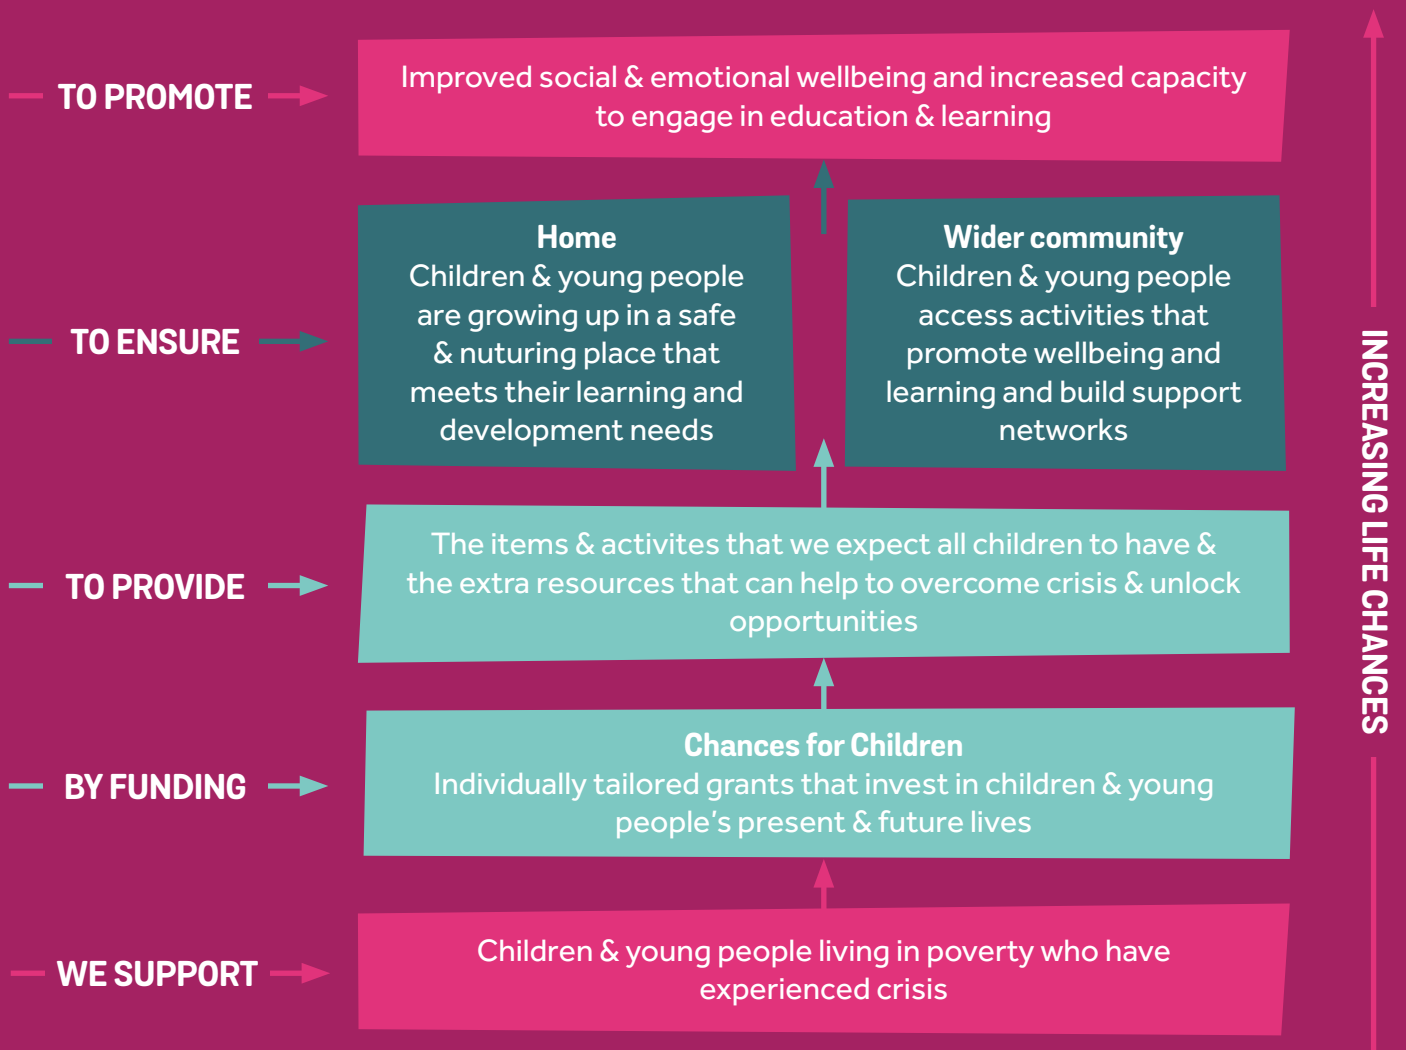 TO PROMOTE
Improved social & emotional wellbeing and increased capacity
to engage in education & learning
TO ENSURE
Home
Children & young people
are growing up in a safe
& nuturing place that
meets their learning and
development needs
Wider community
Children & young people
access activities that
promote wellbeing and
learning and build support
networks
TO PROVIDE
The items & activites that we expect all children to have &
the extra resources that can help to overcome crisis & unlock
opportunities
BY FUNDING
Chances for Children
Individually tailored grants that invest in children & young
people's present & future lives
WE SUPPORT
Children & young people living in poverty who have
experienced crisis
INCREASING LIFE CHANCES